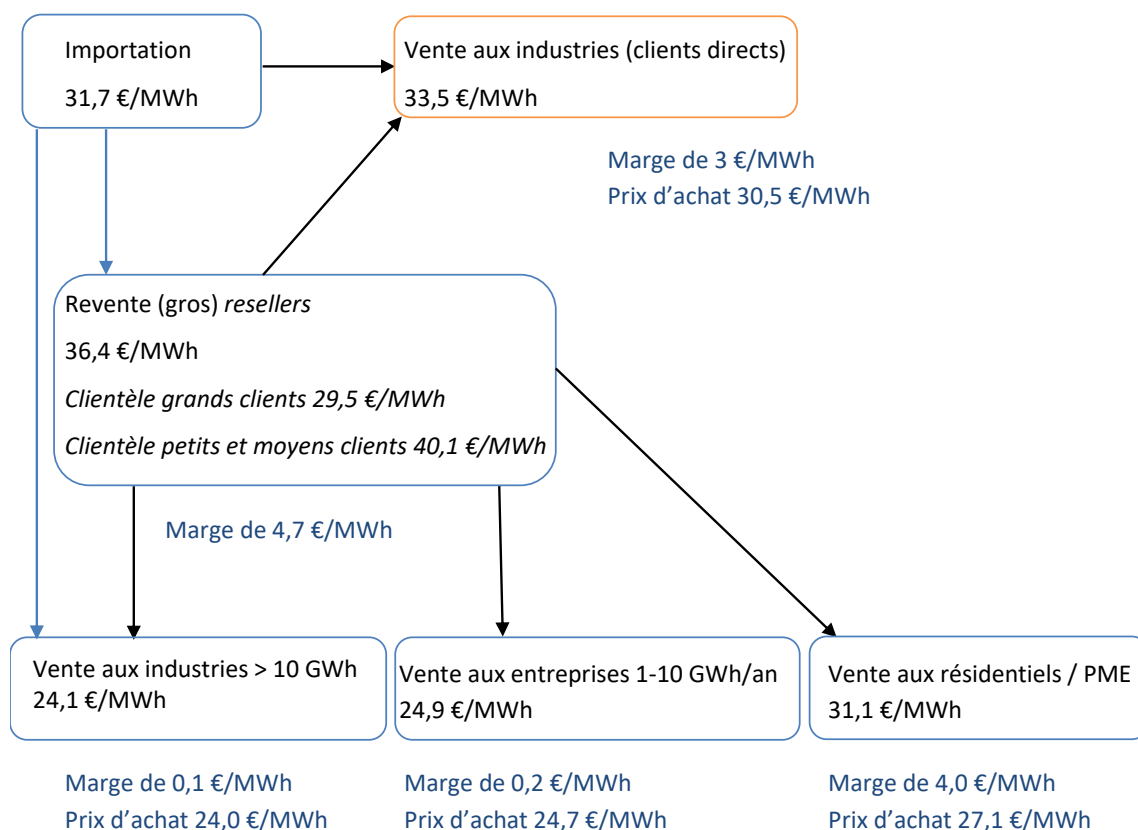 Importation
31,7 €/MWh
Vente aux industries (clients directs)
33,5 €/MWh
Marge de 3 €/MWh
Prix d’achat 30,5 €/MWh
Revente (gros) resellers
36,4 €/MWh
Clientèle grands clients 29,5 €/MWh
Clientèle petits et moyens clients 40,1 €/MWh
Marge de 4,7 €/MWh
Vente aux industries > 10 GWh
24,1 €/MWh
Marge de 0,1 €/MWh
Prix d’achat 24,0 €/MWh
Vente aux entreprises 1-10 GWh/an
24,9 €/MWh
Marge de 0,2 €/MWh
Prix d’achat 24,7 €/MWh
Vente aux résidentiels / PME
31,1 €/MWh
Marge de 4,0 €/MWh
Prix d’achat 27,1 €/MWh